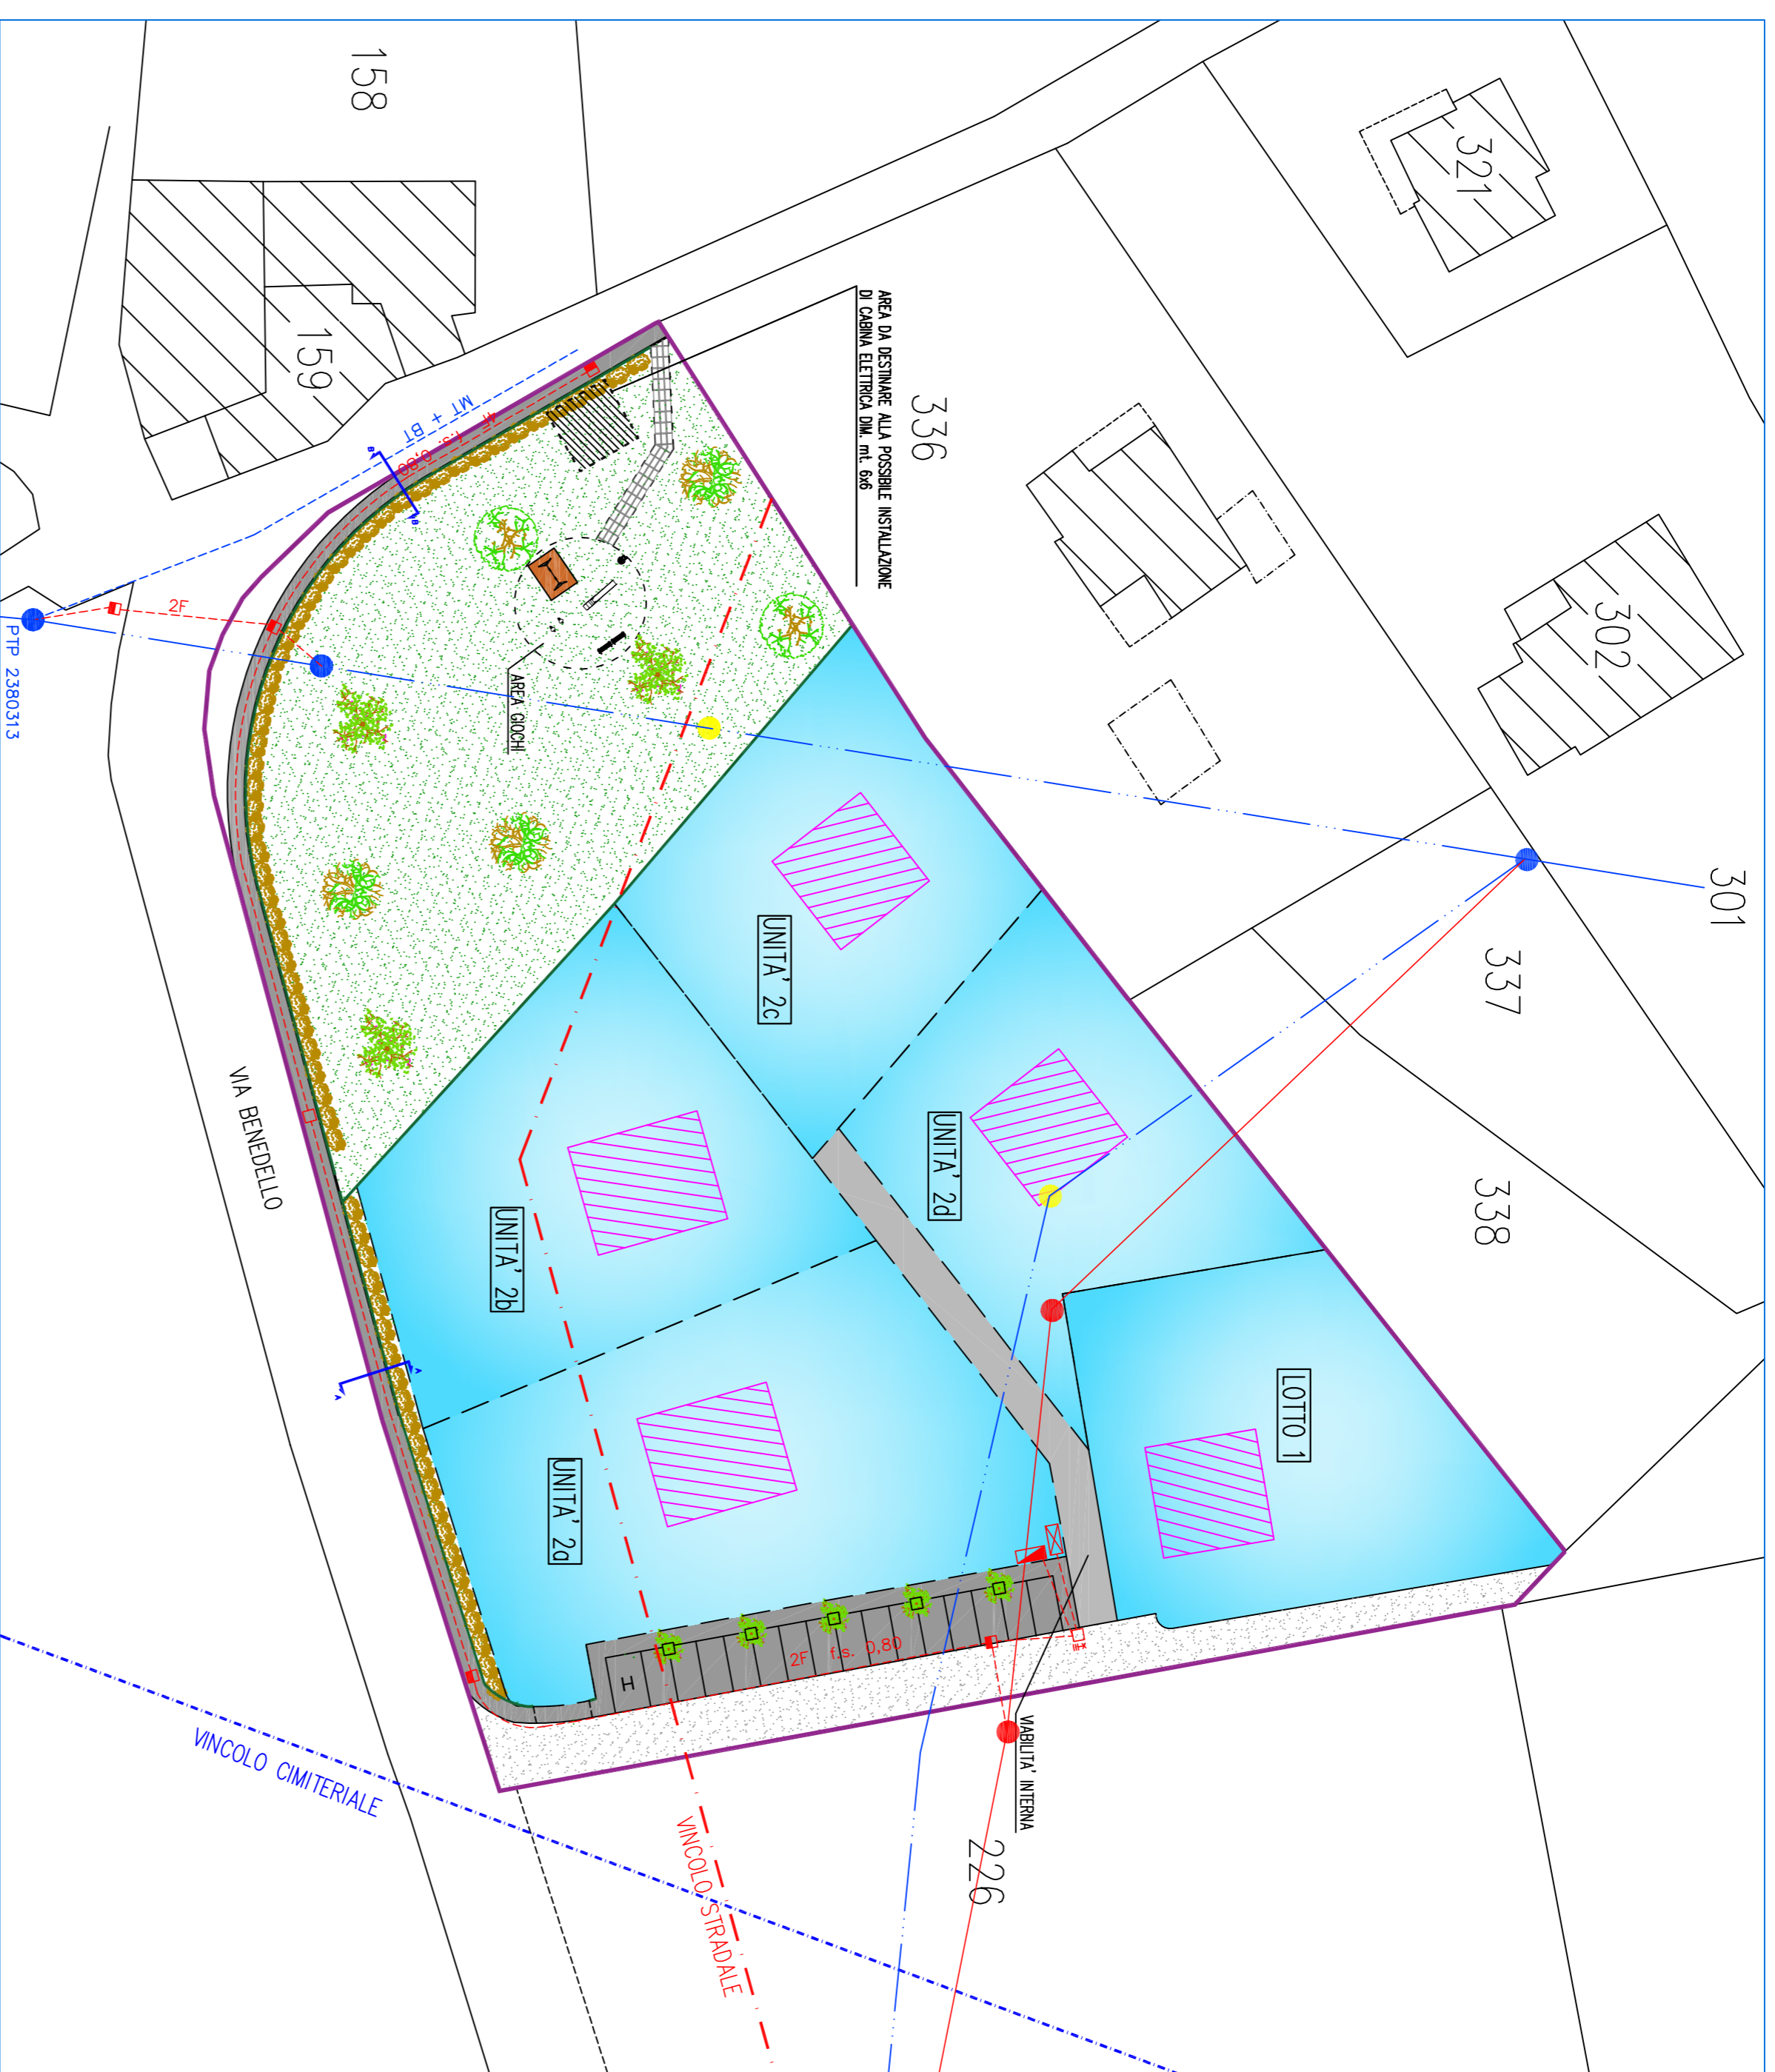 158
321
159
336
302
301
337
338
226
AREA DA DESTINARE ALLA POSSIBILE INSTALLAZIONE
DI CABINA ELETTRICA DIM. mt. 6x6
MT + BT
2F
PTP 2380313
AREA GIOCHI
UNITA' 2c
UNITA' 2d
UNITA' 2b
UNITA' 2a
LOTTO 1
VIA BENEDELLO
2F f.s. 0,80
H
VIABILITA' INTERNA
VINCOLO CIMITERIALE
VINCOLO STRADALE
B
B
A
A